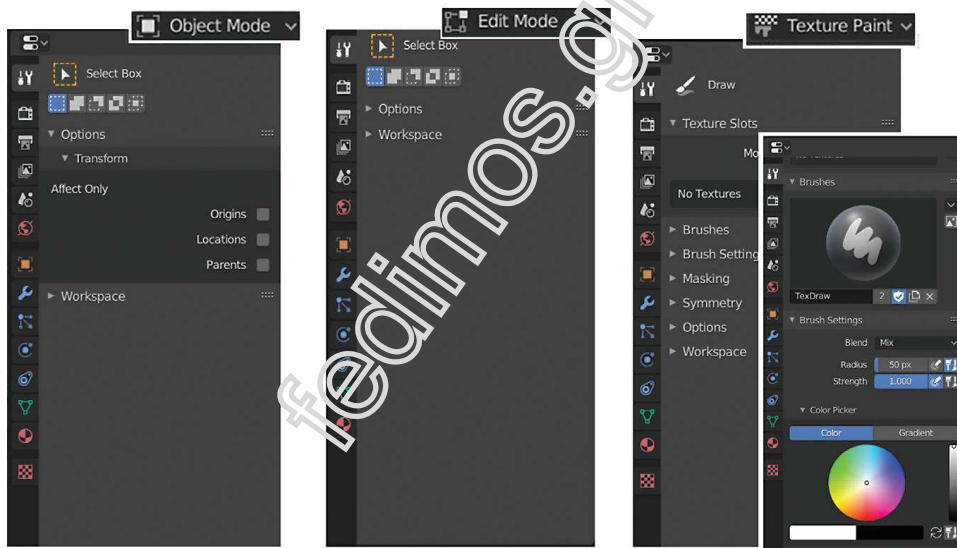 Object Mode
Select Box
Options
Transform
Affect Only
Origins
Locations
Parents
Workspace
Edit Mode
Select Box
Options
Workspace
Texture Paint
Draw
Texture Slots
Mo
No Textures
Brushes
Brush Setting
Masking
Symmetry
Options
Workspace
Brushes
TexDraw 2
Brush Settings
Blend Mix
Radius 50 px
Strength 1.000
Color Picker
Color Gradient
fedimos.gr